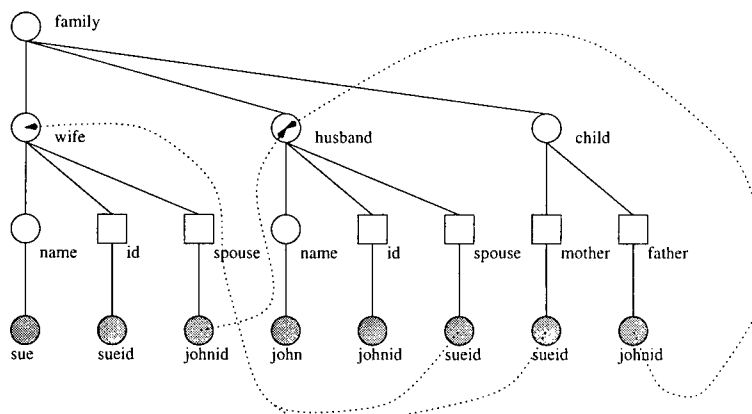 family
wife husband child
name id spouse name id spouse mother father
sue sueid johnid john johnid sueid sueid johnid